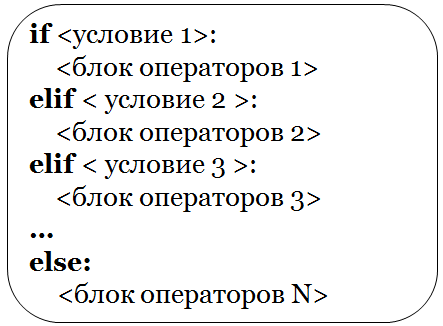 if <условие 1>:
<блок операторов 1>
elif < условие 2 >:
<блок операторов 2>
elif < условие 3 >:
<блок операторов 3>
...
else:
<блок операторов N>